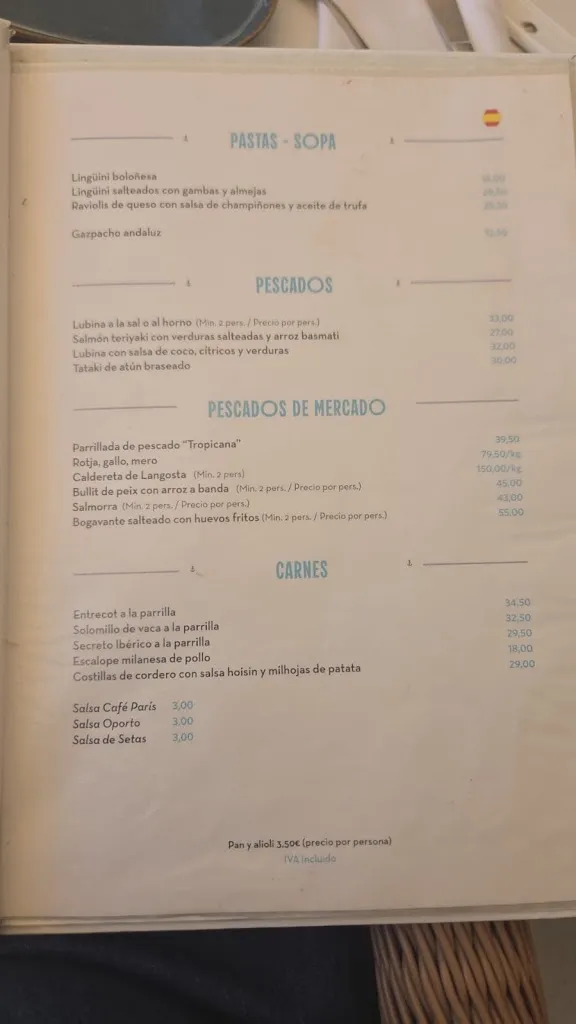 PASTAS - SOPA
Lingüini boloñesa
Lingüini salteados con gambas y almejas
Raviolis de queso con salsa de champiñones y aceite de trufa
Gazpacho andaluz
PESCADOS
Lubina a la sal o al horno (Min. 2 pers. / Precio por pers.) 33,00
Salmón teriyaki con verduras salteadas y arroz basmati 27,50
Lubina con salsa de coco, cítricos y verduras 32,00
Tataki de atún braseado 30,00
PESCADOS DE MERCADO
Parrillada de pescado "Tropicana" 39,50
Rotja, gallo, mero 79,50/kg
Caldereta de Langosta (Min. 2 pers) 150,00/kg
Bullit de peix con arroz a banda (Min. 2 pers. / Precio por pers.) 45,00
Salmorra (Min. 2 pers. / Precio por pers.) 43,00
Bogavante salteado con huevos fritos (Min. 2 pers. / Precio por pers.) 55,00
CARNES
Entrecot a la parrilla 34,50
Solomillo de vaca a la parrilla 32,50
Secreto Ibérico a la parrilla 29,50
Escalope milanesa de pollo 18,00
Costillas de cordero con salsa hoisin y milhojas de patata 29,00
Salsa Café París 3,00
Salsa Oporto 3,00
Salsa de Setas 3,00
Pan y alioli 3.50€ (precio por persona)
IVA incluido